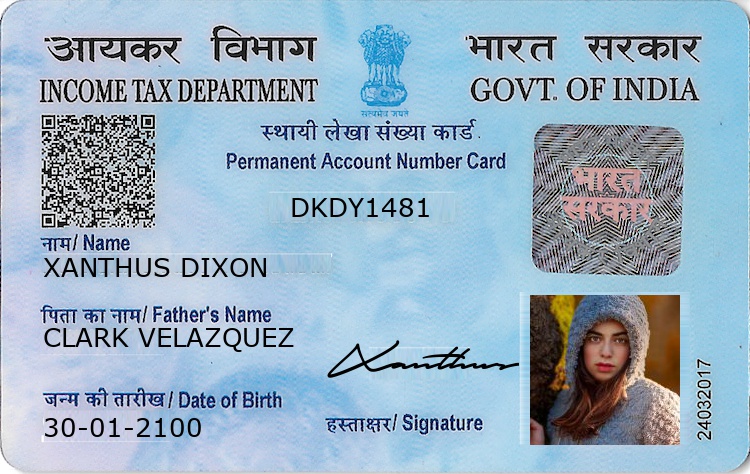 आयकर विभाग भारत सरकार
INCOME TAX DEPARTMENT GOVT. OF INDIA
सत्यमेव जयते
स्थायी लेखा संख्या कार्ड
Permanent Account Number Card
DKDY1481
भारत
सरकार
नाम/ Name
XANTHUS DIXON
पिता का नाम/ Father's Name
CLARK VELAZQUEZ
Xanthus
जन्म की तारीख/ Date of Birth
30-01-2100
हस्ताक्षर/ Signature
24032017